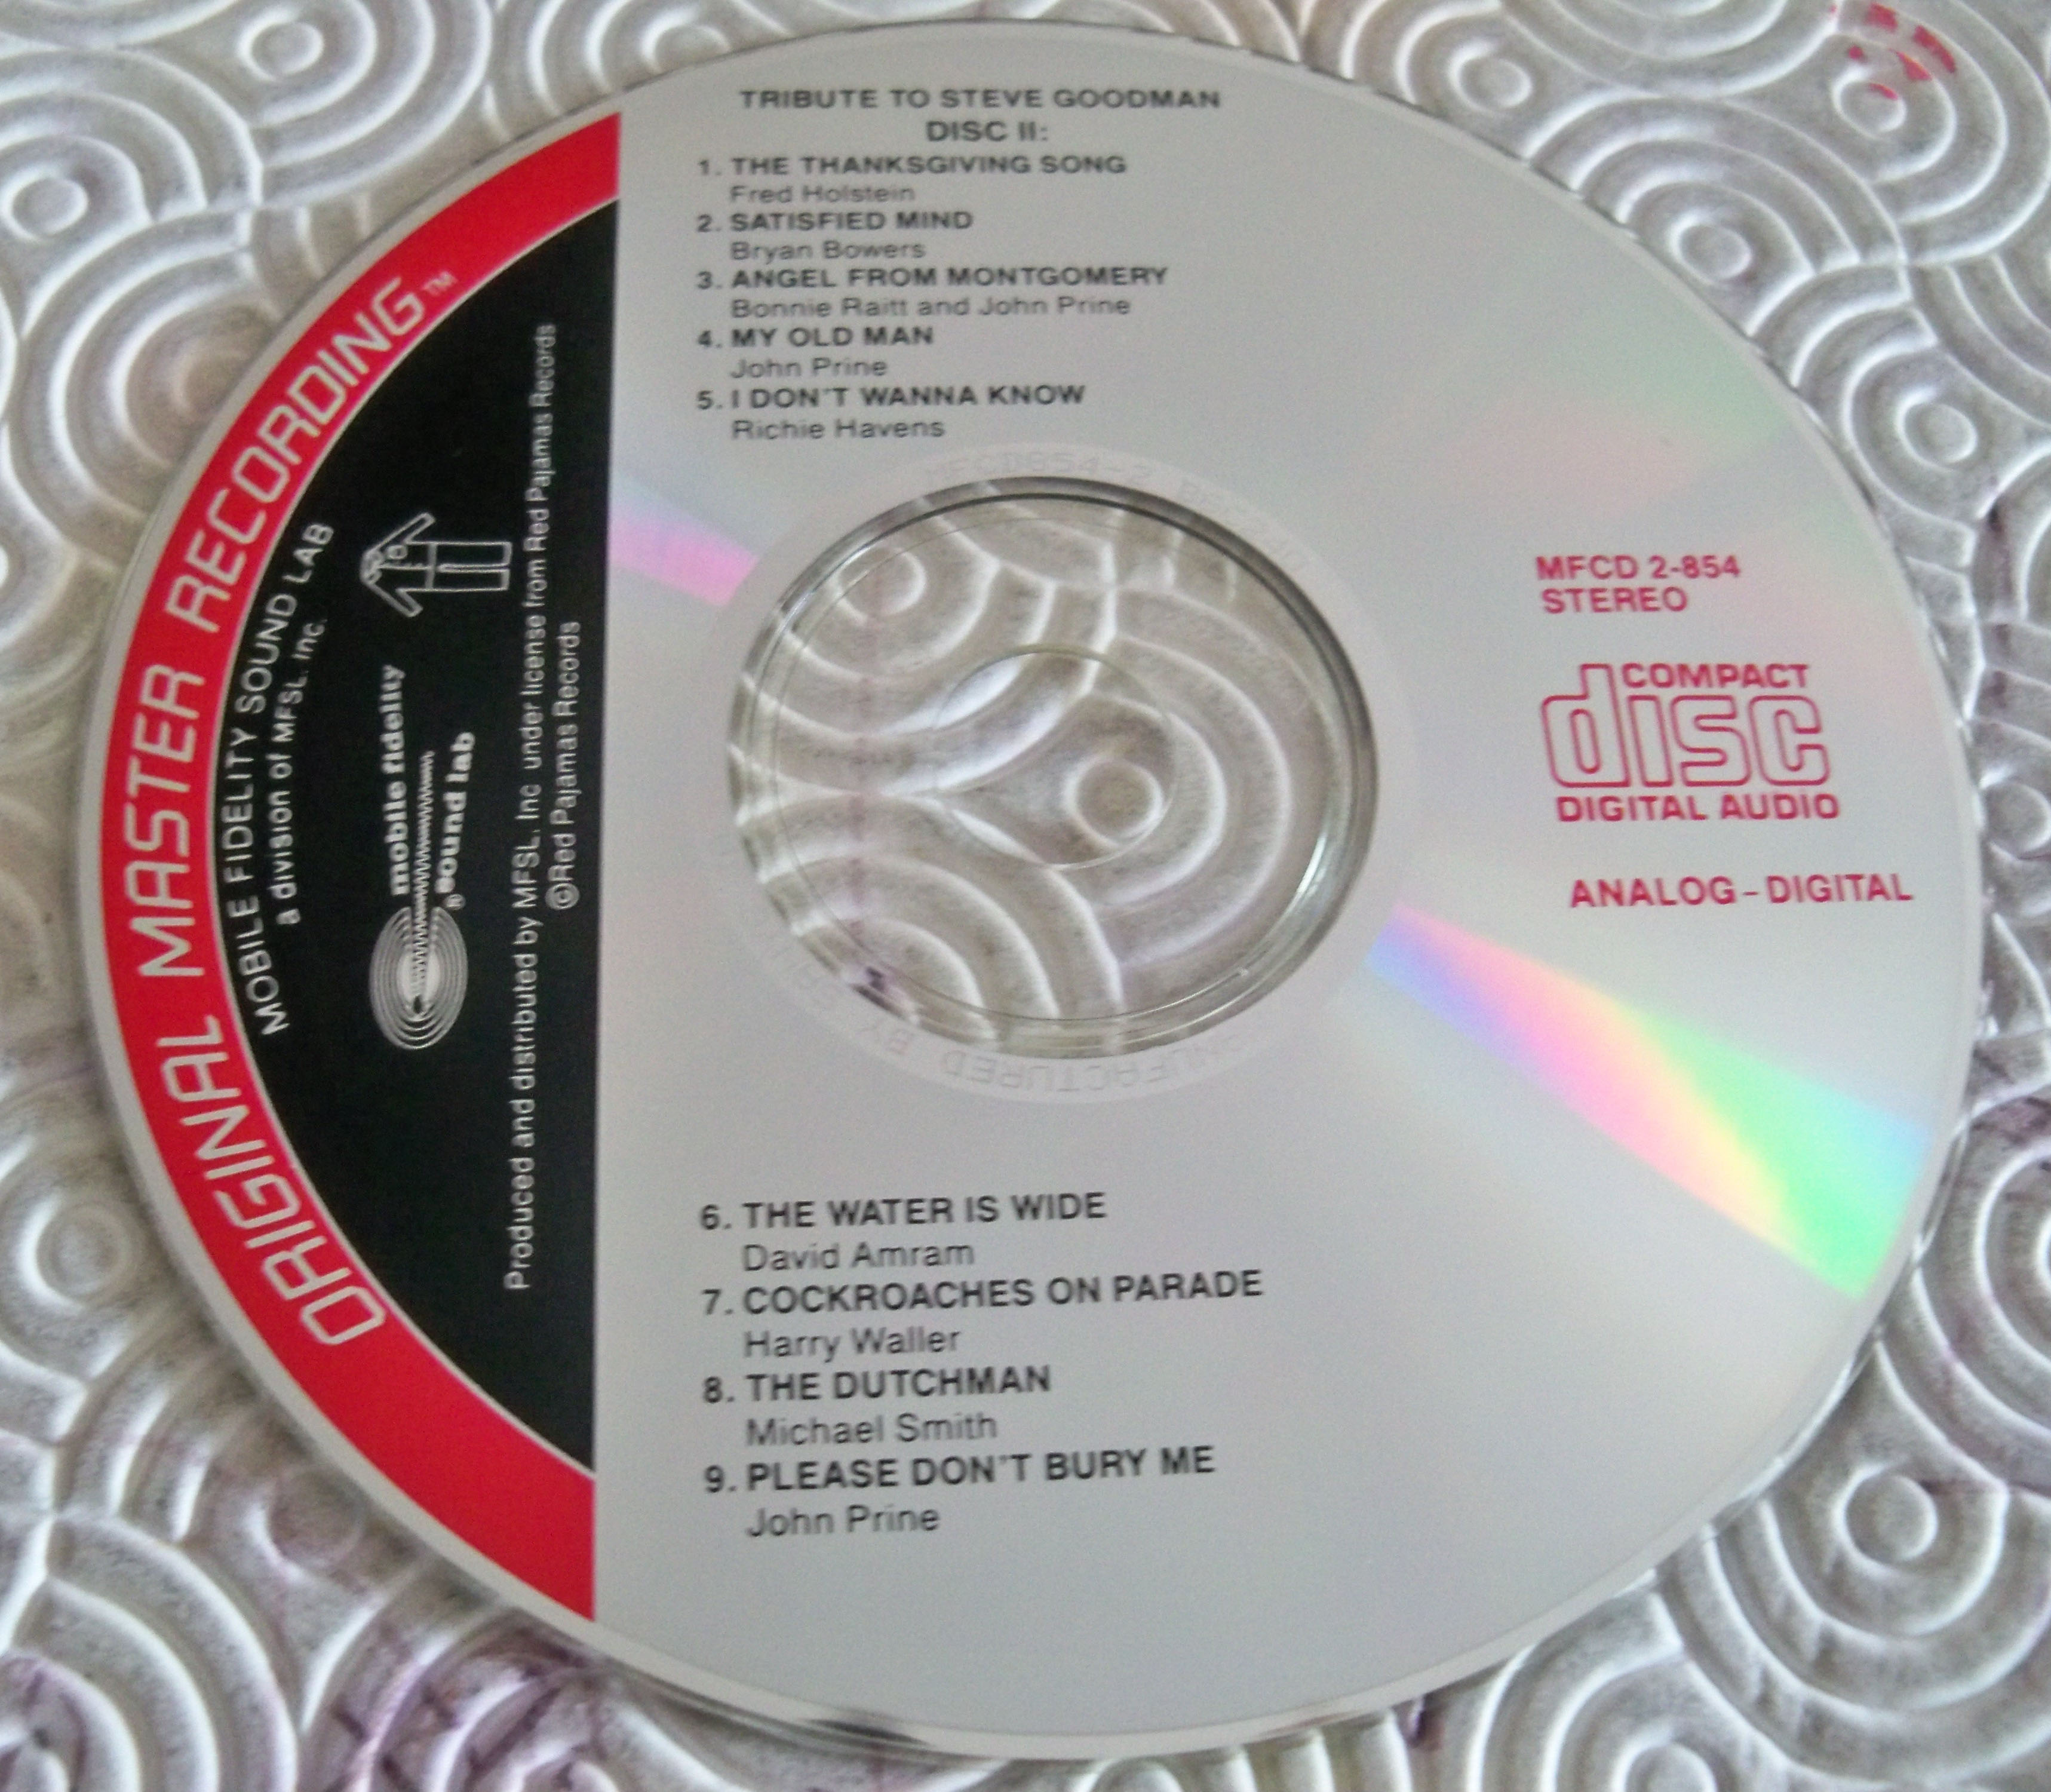 TRIBUTE TO STEVE GOODMAN
DISC II:
1. THE THANKSGIVING SONG
Fred Holstein
2. SATISFIED MIND
Bryan Bowers
3. ANGEL FROM MONTGOMERY
Bonnie Raitt and John Prine
4. MY OLD MAN
John Prine
5. I DON'T WANNA KNOW
Richie Havens
6. THE WATER IS WIDE
David Amram
7. COCKROACHES ON PARADE
Harry Waller
8. THE DUTCHMAN
Michael Smith
9. PLEASE DON'T BURY ME
John Prine
MFCD 2-854
STEREO
COMPACT
disc
DIGITAL AUDIO
ANALOG-DIGITAL
ORIGINAL MASTER RECORDING™
MOBILE FIDELITY SOUND LAB
a division of MFSL, Inc.
mobile fidelity
® sound lab
Produced and distributed by MFSL, Inc under license from Red Pajamas Records
©Red Pajamas Records